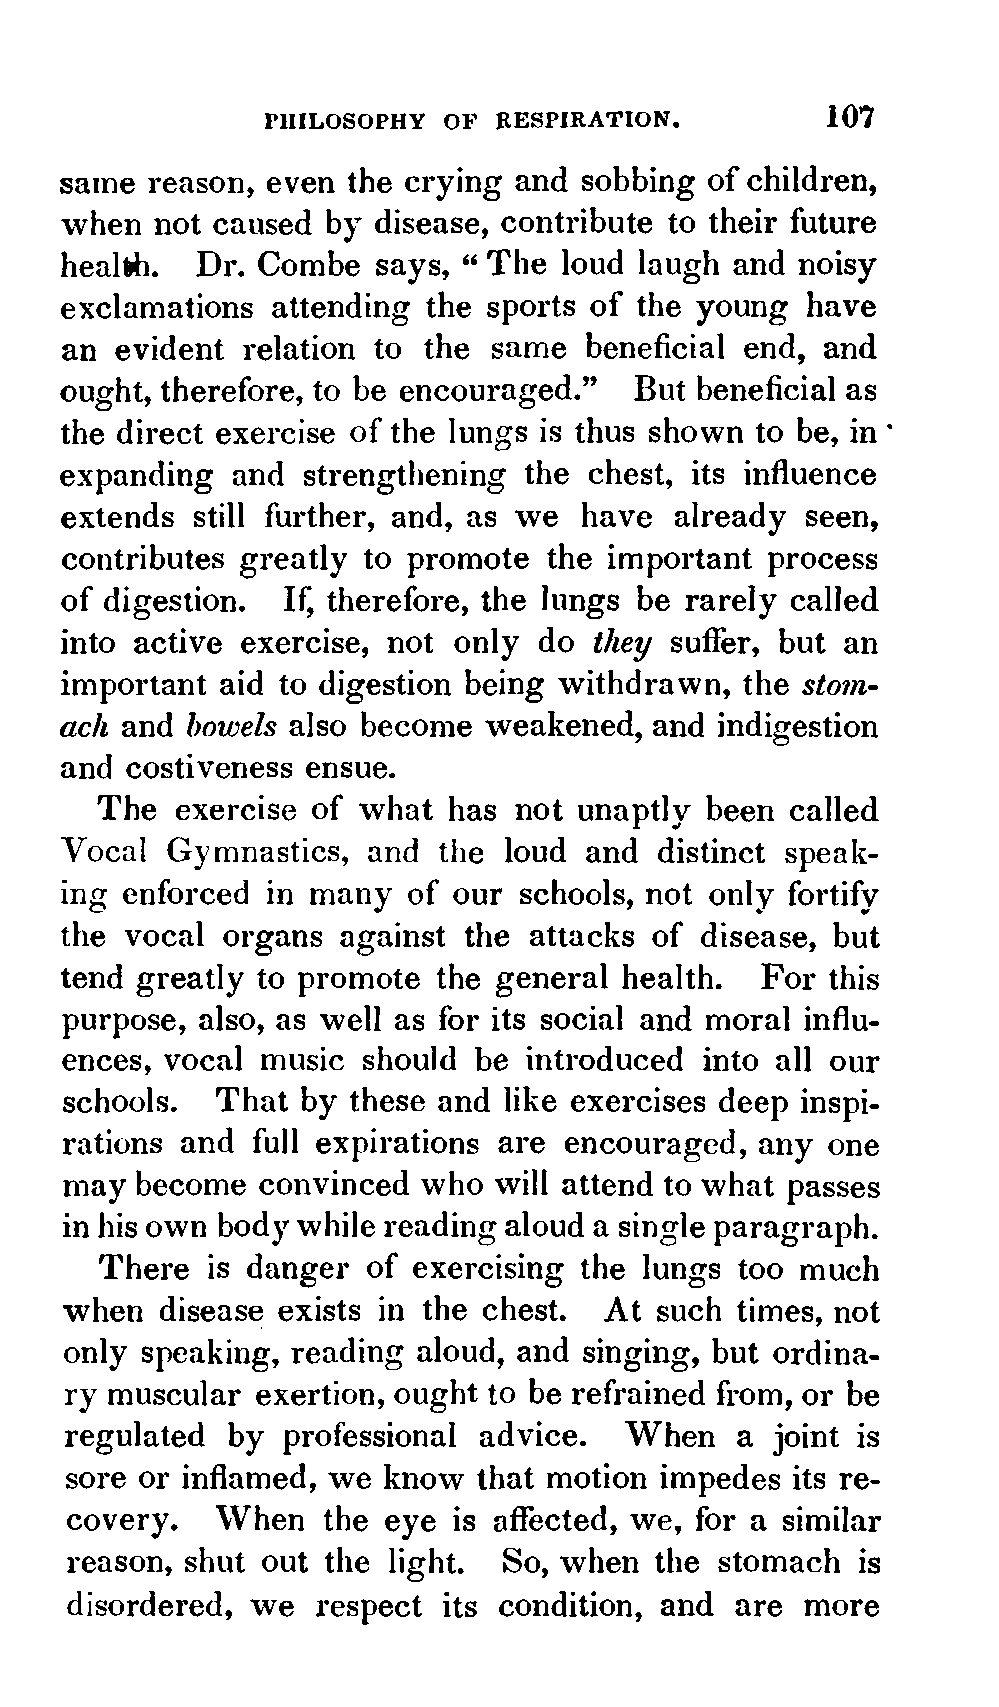 PHILOSOPHY OF RESPIRATION. 107
same reason, even the crying and sobbing of children,
when not caused by disease, contribute to their future
health. Dr. Combe says, “ The loud laugh and noisy
exclamations attending the sports of the young have
an evident relation to the same beneficial end, and
ought, therefore, to be encouraged.” But beneficial as
the direct exercise of the lungs is thus shown to be, in
expanding and strengthening the chest, its influence
extends still further, and, as we have already seen,
contributes greatly to promote the important process
of digestion. If, therefore, the lungs be rarely called
into active exercise, not only do they suffer, but an
important aid to digestion being withdrawn, the stom-
ach and bowels also become weakened, and indigestion
and costiveness ensue.
The exercise of what has not unaptly been called
Vocal Gymnastics, and the loud and distinct speak-
ing enforced in many of our schools, not only fortify
the vocal organs against the attacks of disease, but
tend greatly to promote the general health. For this
purpose, also, as well as for its social and moral influ-
ences, vocal music should be introduced into all our
schools. That by these and like exercises deep inspi-
rations and full expirations are encouraged, any one
may become convinced who will attend to what passes
in his own body while reading aloud a single paragraph.
There is danger of exercising the lungs too much
when disease exists in the chest. At such times, not
only speaking, reading aloud, and singing, but ordina-
ry muscular exertion, ought to be refrained from, or be
regulated by professional advice. When a joint is
sore or inflamed, we know that motion impedes its re-
covery. When the eye is affected, we, for a similar
reason, shut out the light. So, when the stomach is
disordered, we respect its condition, and are more